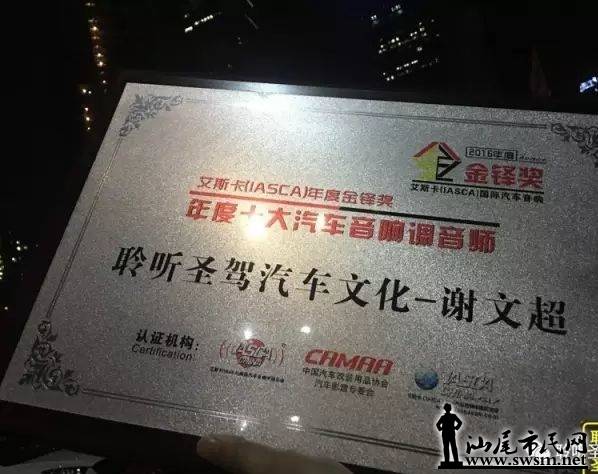 2016年度
金铎奖
艾斯卡(IASCA)国际汽车音响
艾斯卡(IASCA)年度金铎奖
年度十大汽车音响调音师
聆听圣驾汽车文化-谢文超
认证机构:
Certification:
IASCA
CAMAA
中国汽车改装用品协会
汽车影音专委会
IASCA
汕尾市民网
www.swsm.net